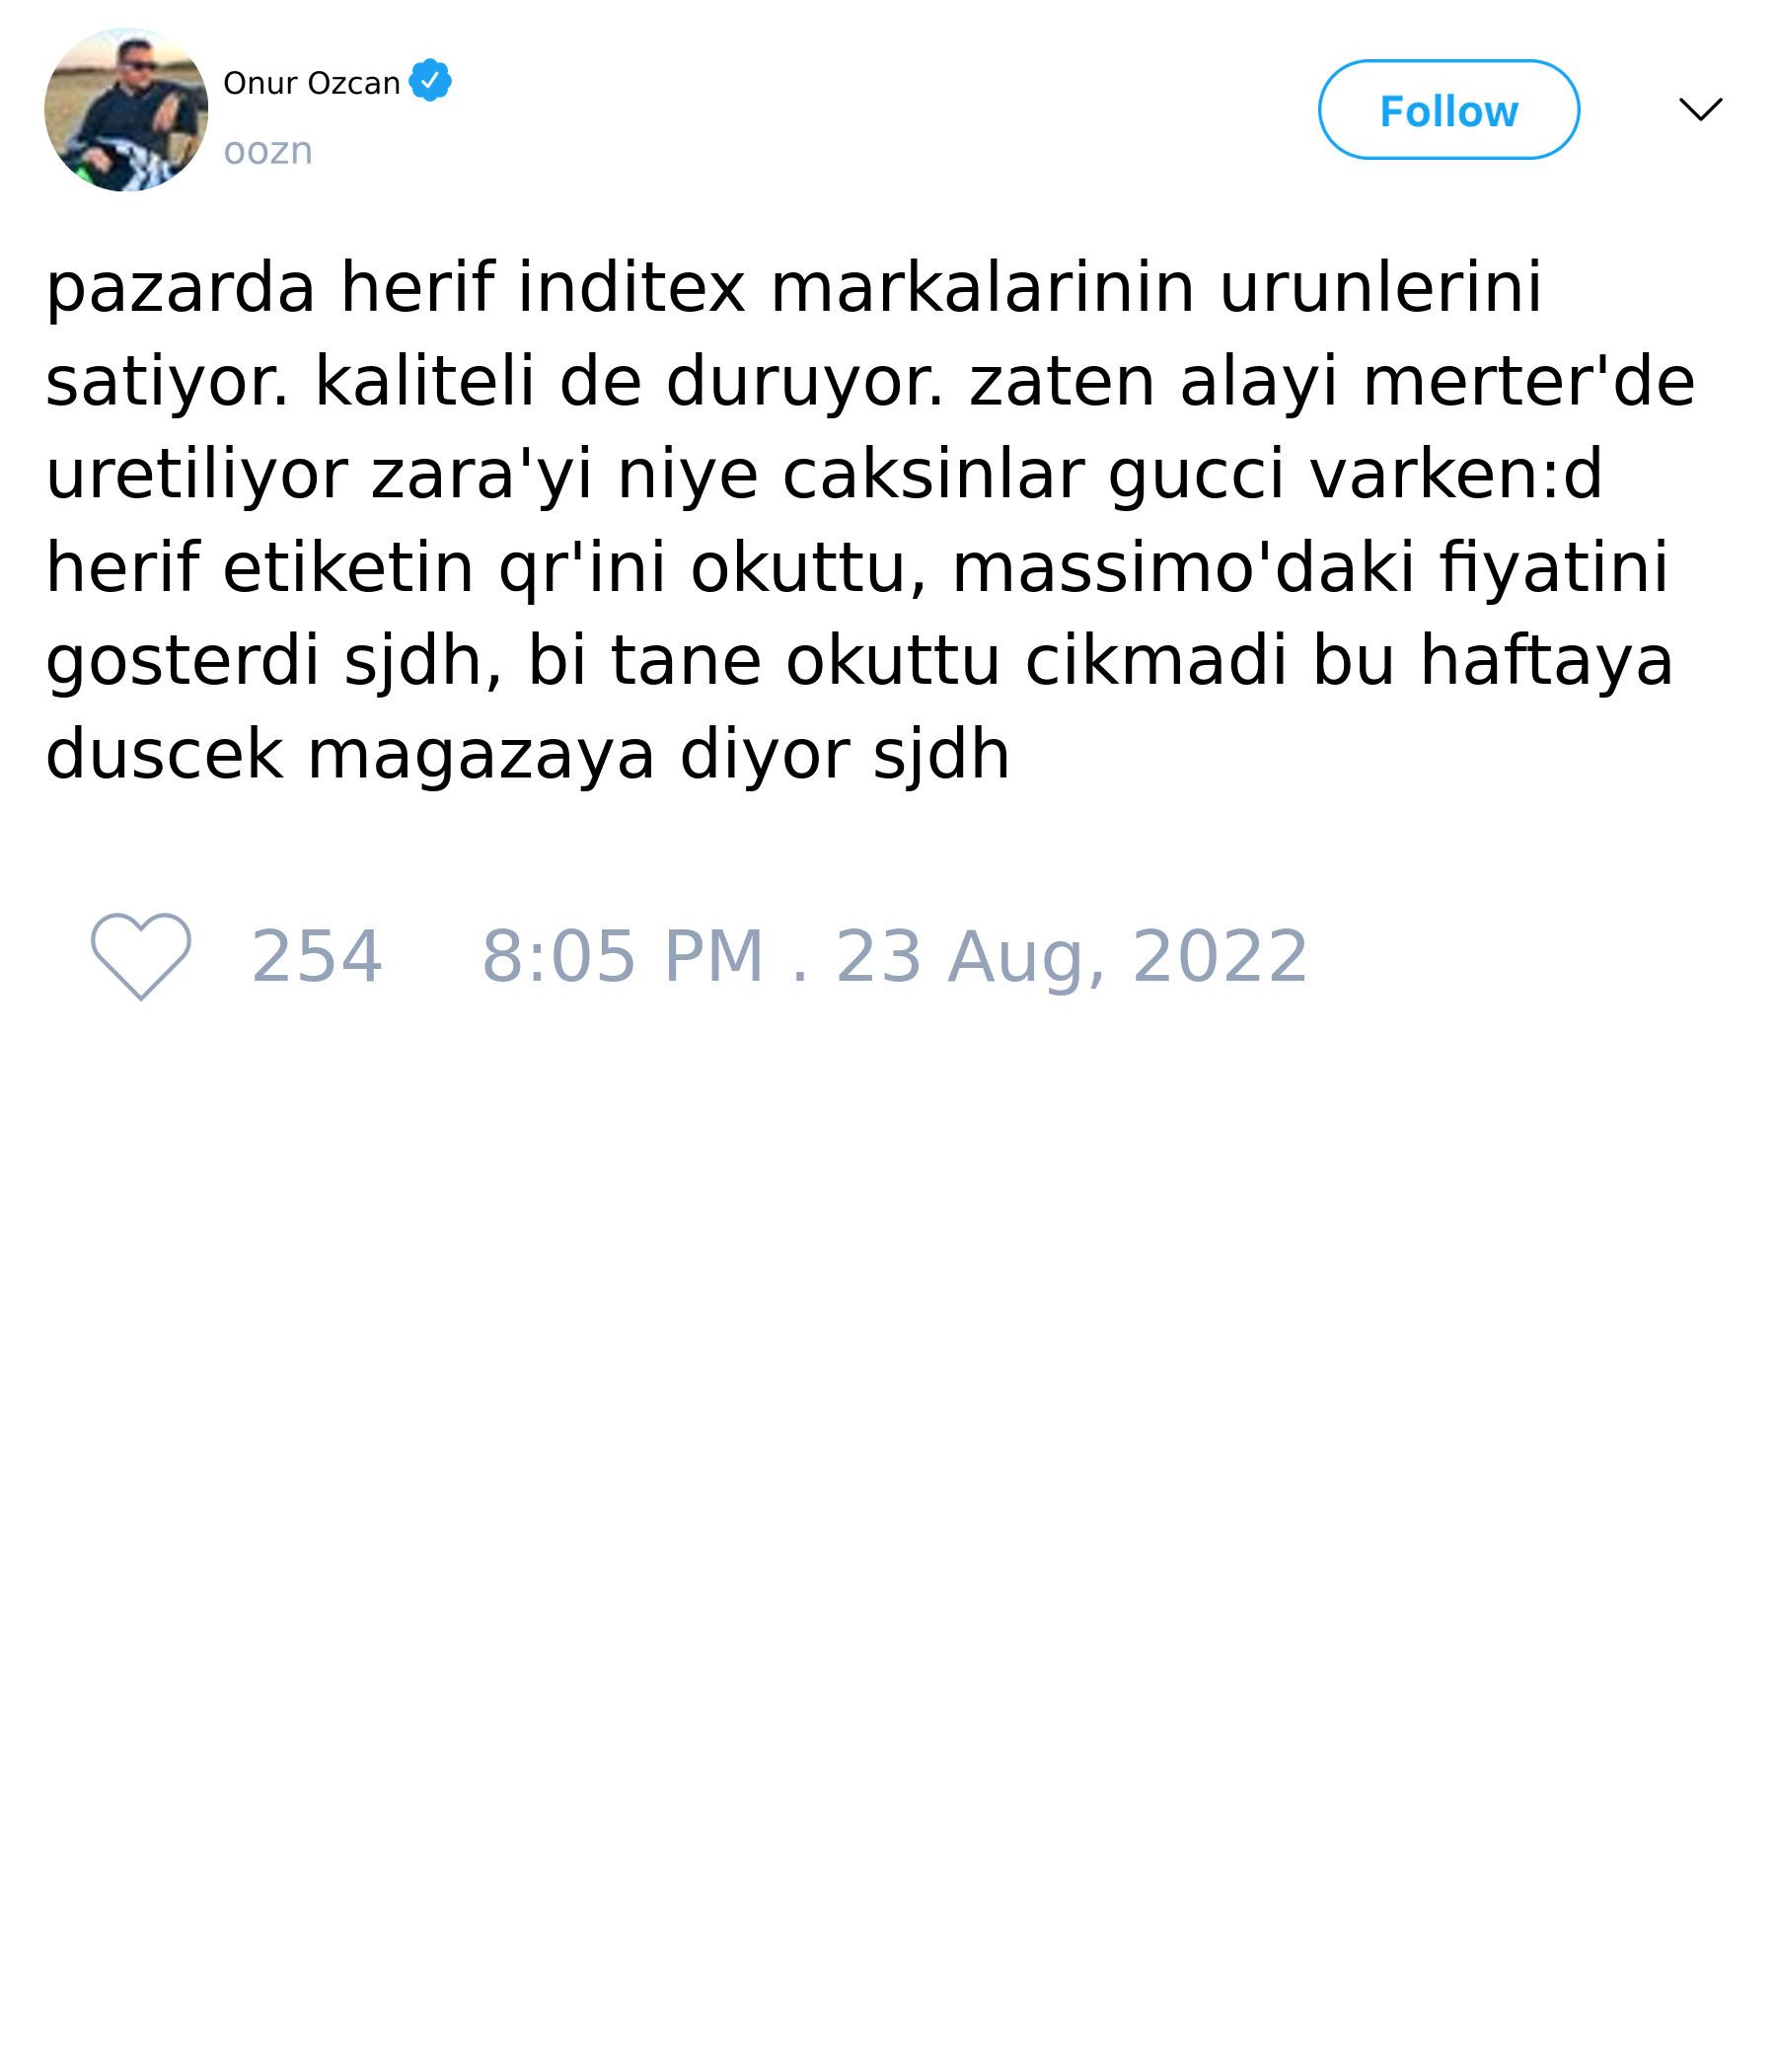 Onur Ozcan
oozn
Follow
pazarda herif inditex markalarinin urunlerini
satiyor. kaliteli de duruyor. zaten alayi merter'de
uretiliyor zara'yi niye caksinlar gucci varken:d
herif etiketin qr'ini okuttu, massimo'daki fiyatini
gosterdi sjdh, bi tane okuttu cikmadi bu haftaya
duscek magazaya diyor sjdh
254 8:05 PM . 23 Aug, 2022